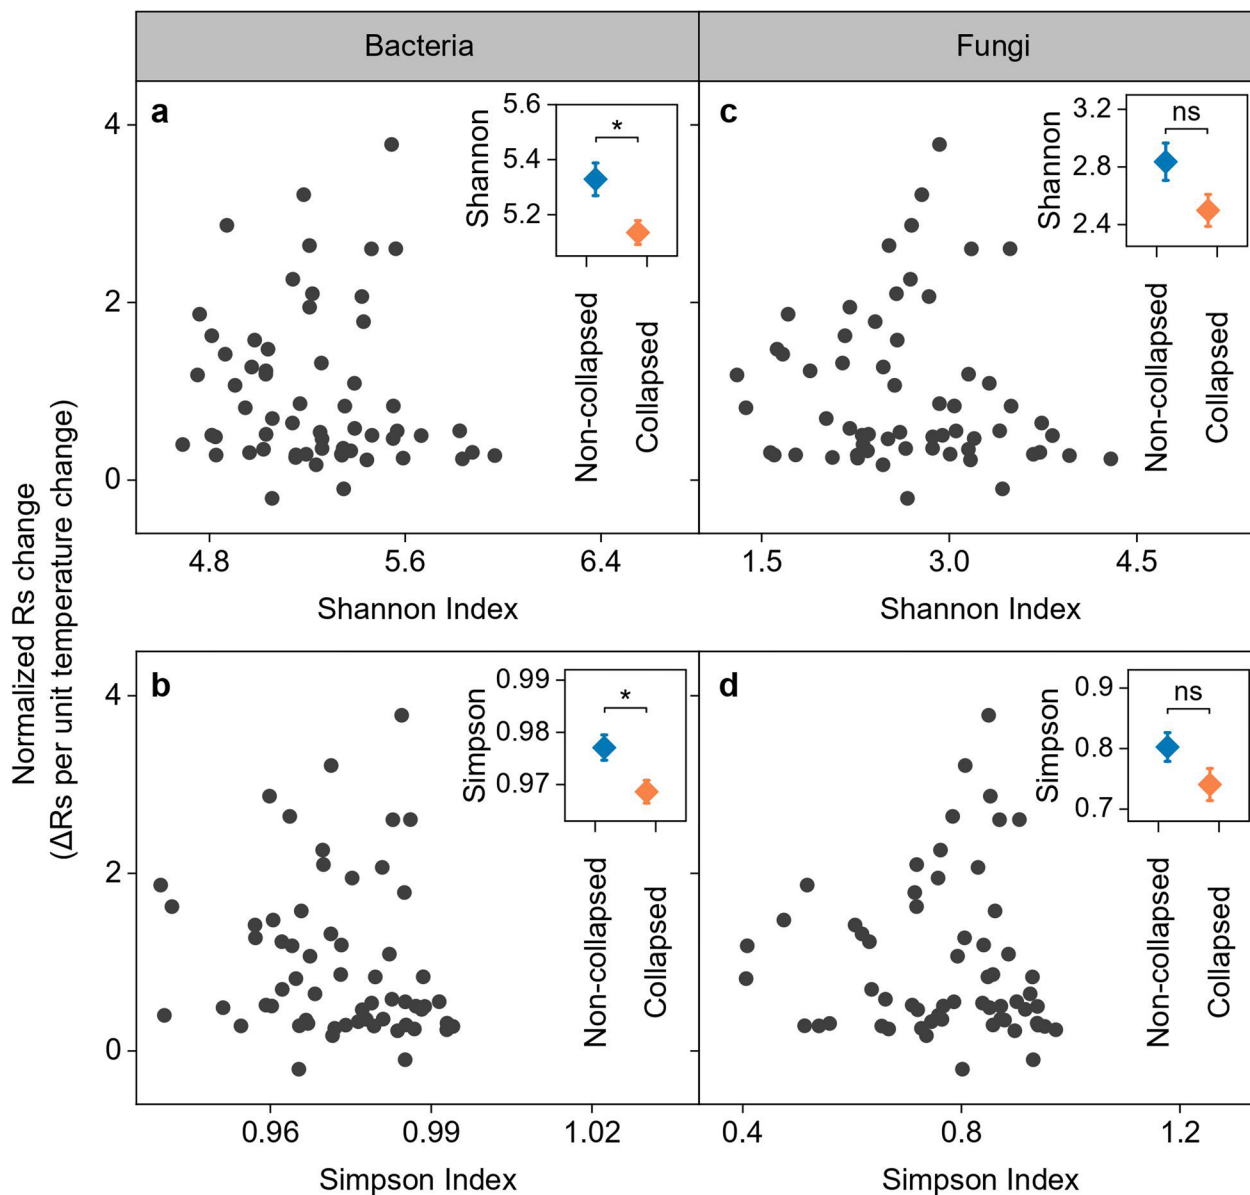 Bacteria
Fungi
Normalized Rs change
(ΔRs per unit temperature change)
a
4
2
0
4.8
5.6
6.4
Shannon Index
Shannon
5.6
5.4
5.2
*
Non-collapsed
Collapsed
c
1.5
3.0
4.5
Shannon Index
Shannon
3.2
2.8
2.4
ns
Non-collapsed
Collapsed
b
4
2
0
0.96
0.99
1.02
Simpson Index
Simpson
0.99
0.98
0.97
*
Non-collapsed
Collapsed
d
0.4
0.8
1.2
Simpson Index
Simpson
0.9
0.8
0.7
ns
Non-collapsed
Collapsed